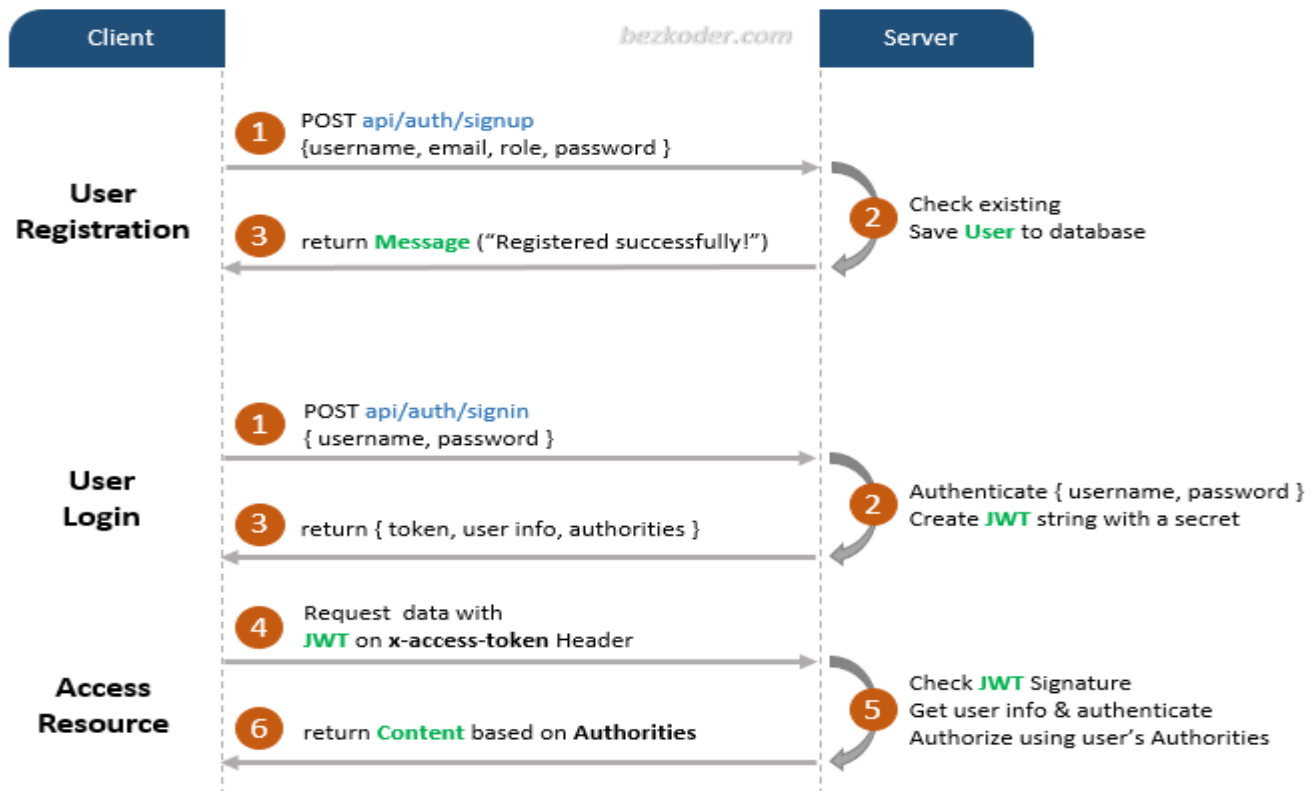 Client
bezkoder.com
Server
1
POST api/auth/signup
{username, email, role, password }
User
Registration
2
Check existing
Save User to database
3
return Message (“Registered successfully!”)
1
POST api/auth/signin
{ username, password }
User
Login
2
Authenticate { username, password }
Create JWT string with a secret
3
return { token, user info, authorities }
4
Request data with
JWT on x-access-token Header
Access
Resource
5
Check JWT Signature
Get user info & authenticate
Authorize using user’s Authorities
6
return Content based on Authorities